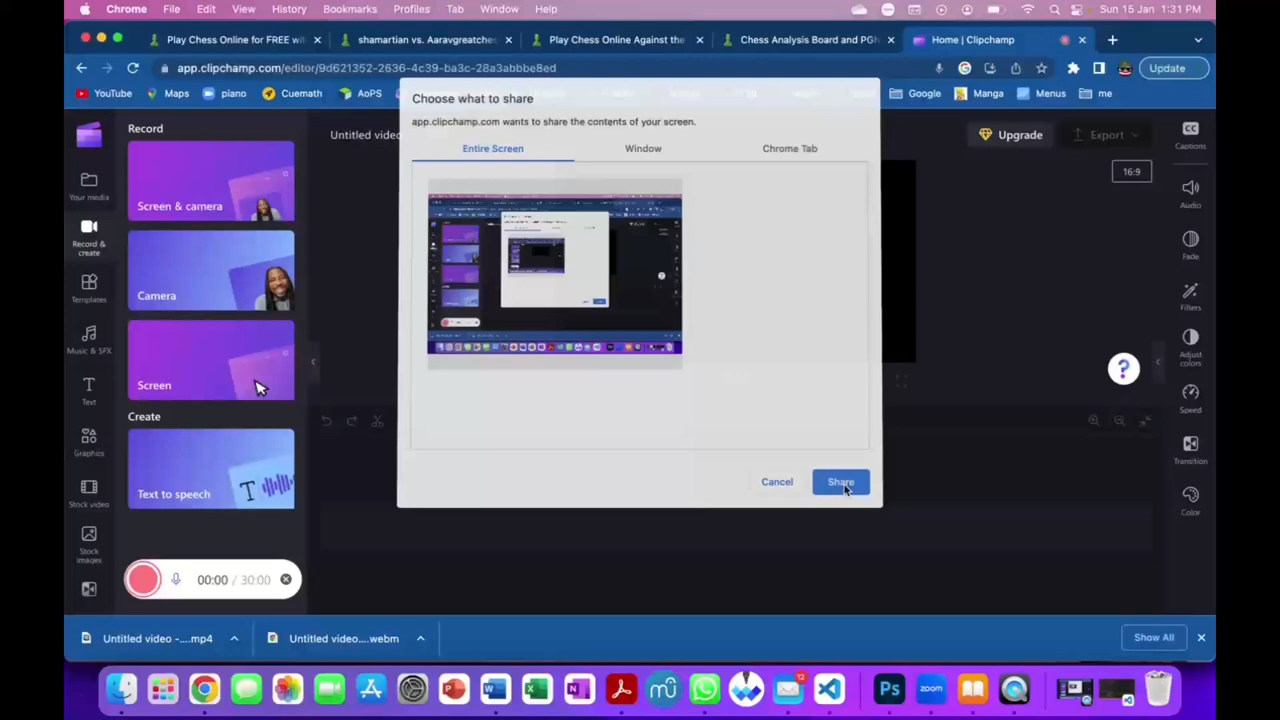 Chrome File Edit View History Bookmarks Profiles Tab Window Help Sun 15 Jan 1:31 PM
Play Chess Online for FREE wi
shamartian vs. Aaravgreatches
Play Chess Online Against the
Chess Analysis Board and PG
Home | Clipchamp
app.clipchamp.com/editor/9d621352-2636-4c39-ba3c-28a3abbbe8ed
Update
YouTube Maps piano Cuemath AoPS Google Manga Menus me
Choose what to share
app.clipchamp.com wants to share the contents of your screen.
Entire Screen Window Chrome Tab
Cancel Share
Your media
Record & create
Templates
Music & SFX
Text
Graphics
Stock video
Stock images
Record
Screen & camera
Camera
Screen
Create
Text to speech
00:00 / 30:00
Untitled video
Upgrade
Export
16:9
?
Captions
Audio
Fade
Filters
Adjust colors
Speed
Transition
Color
Untitled video -....mp4
Untitled video....webm
Show All
Ps
zoom
12